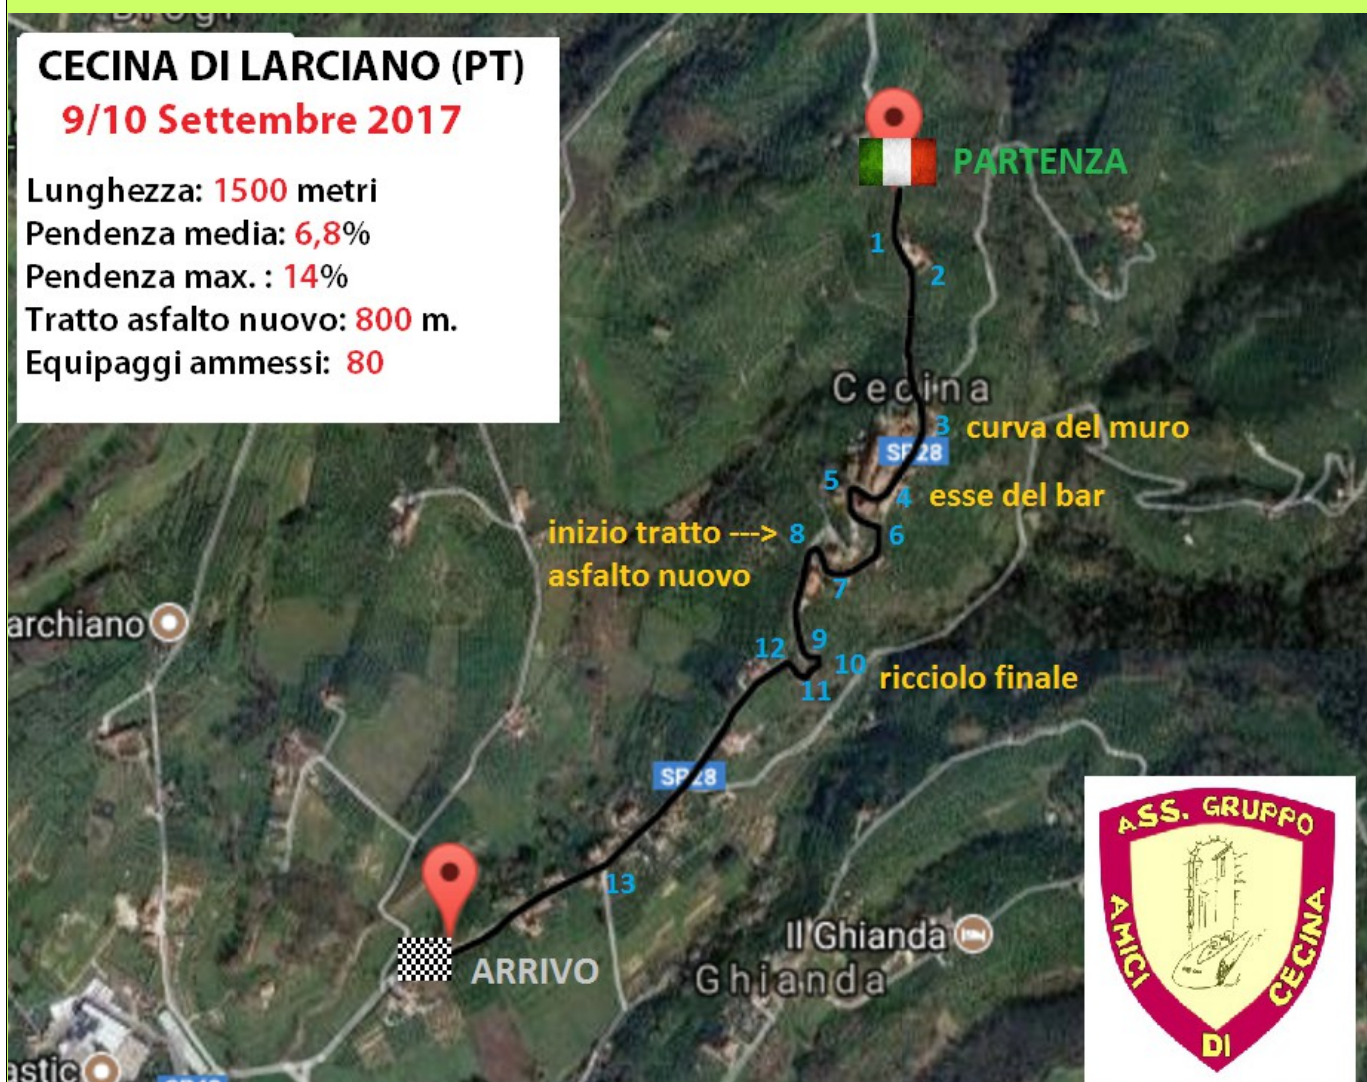 CECINA DI LARCIANO (PT)
9/10 Settembre 2017
Lunghezza: 1500 metri
Pendenza media: 6,8%
Pendenza max. : 14%
Tratto asfalto nuovo: 800 m.
Equipaggi ammessi: 80
PARTENZA
1
2
Cecina
3 curva del muro
SP28
5
4 esse del bar
inizio tratto ---> 8
6
asfalto nuovo
7
archiano
9
12
10
ricciolo finale
11
SP28
13
Il Ghianda
Ghianda
ARRIVO
astic
ASS. GRUPPO
AMICI
DI
CECINA